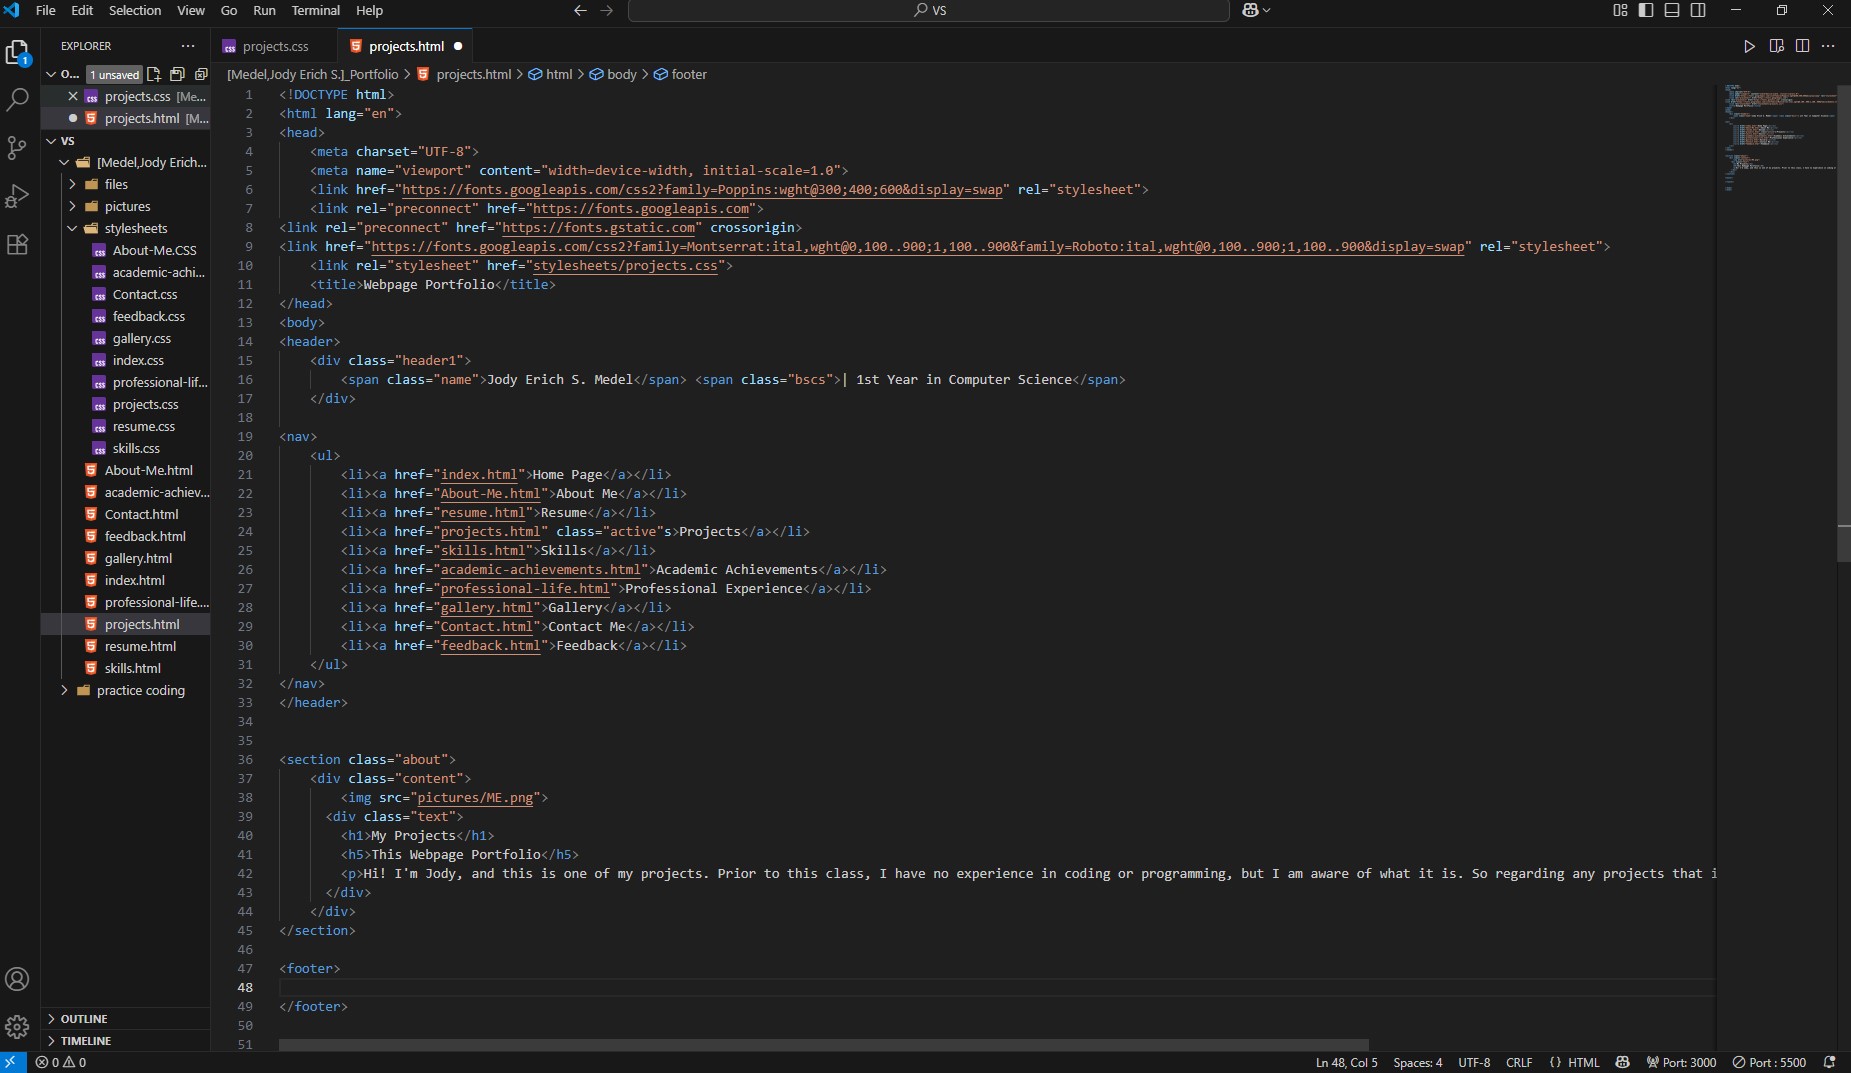 File Edit Selection View Go Run Terminal Help
VS
EXPLORER
projects.css
projects.html
O... 1 unsaved
[Medel,Jody Erich S.]_Portfolio > projects.html > html > body > footer
projects.css [Me...
projects.html [M...
VS
[Medel,Jody Erich...
files
pictures
stylesheets
About-Me.CSS
academic-achi...
Contact.css
feedback.css
gallery.css
index.css
professional-lif...
projects.css
resume.css
skills.css
About-Me.html
academic-achiev...
Contact.html
feedback.html
gallery.html
index.html
professional-life....
projects.html
resume.html
skills.html
practice coding
OUTLINE
TIMELINE
1 <!DOCTYPE html>
2 <html lang="en">
3 <head>
4 <meta charset="UTF-8">
5 <meta name="viewport" content="width=device-width, initial-scale=1.0">
6 <link href="https://fonts.googleapis.com/css2?family=Poppins:wght@300;400;600&display=swap" rel="stylesheet">
7 <link rel="preconnect" href="https://fonts.googleapis.com">
8 <link rel="preconnect" href="https://fonts.gstatic.com" crossorigin>
9 <link href="https://fonts.googleapis.com/css2?family=Montserrat:ital,wght@0,100..900;1,100..900&family=Roboto:ital,wght@0,100..900;1,100..900&display=swap" rel="stylesheet">
10 <link rel="stylesheet" href="stylesheets/projects.css">
11 <title>Webpage Portfolio</title>
12 </head>
13 <body>
14 <header>
15 <div class="header1">
16 <span class="name">Jody Erich S. Medel</span> <span class="bscs">| 1st Year in Computer Science</span>
17 </div>
18
19 <nav>
20 <ul>
21 <li><a href="index.html">Home Page</a></li>
22 <li><a href="About-Me.html">About Me</a></li>
23 <li><a href="resume.html">Resume</a></li>
24 <li><a href="projects.html" class="active"s>Projects</a></li>
25 <li><a href="skills.html">Skills</a></li>
26 <li><a href="academic-achievements.html">Academic Achievements</a></li>
27 <li><a href="professional-life.html">Professional Experience</a></li>
28 <li><a href="gallery.html">Gallery</a></li>
29 <li><a href="Contact.html">Contact Me</a></li>
30 <li><a href="feedback.html">Feedback</a></li>
31 </ul>
32 </nav>
33 </header>
34
35
36 <section class="about">
37 <div class="content">
38 <img src="pictures/ME.png">
39 <div class="text">
40 <h1>My Projects</h1>
41 <h5>This Webpage Portfolio</h5>
42 <p>Hi! I'm Jody, and this is one of my projects. Prior to this class, I have no experience in coding or programming, but I am aware of what it is. So regarding any projects that i
43 </div>
44 </div>
45 </section>
46
47 <footer>
48
49 </footer>
50
51
0 0
Ln 48, Col 5 Spaces: 4 UTF-8 CRLF {} HTML Port: 3000 Port : 5500